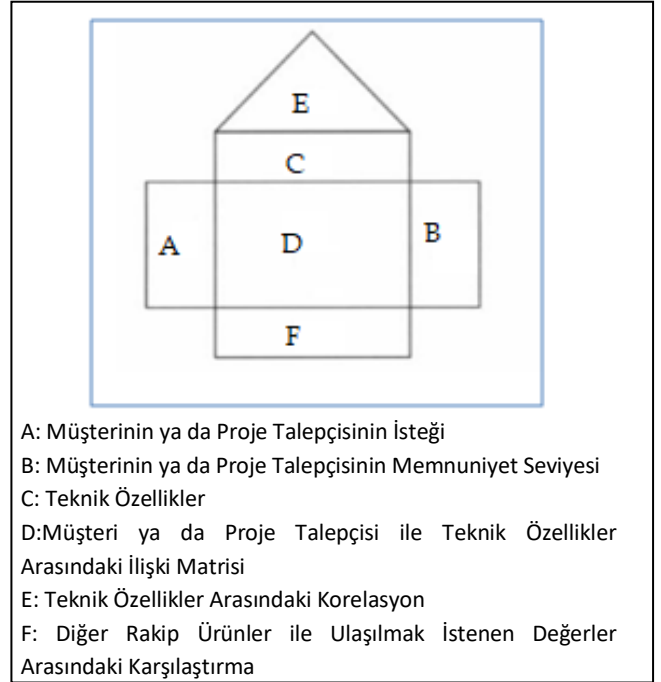 E
C
A
D
B
F
A: Müşterinin ya da Proje Talepçisinin İsteği
B: Müşterinin ya da Proje Talepçisinin Memnuniyet Seviyesi
C: Teknik Özellikler
D:Müşteri ya da Proje Talepçisi ile Teknik Özellikler
Arasındaki İlişki Matrisi
E: Teknik Özellikler Arasındaki Korelasyon
F: Diğer Rakip Ürünler ile Ulaşılmak İstenen Değerler
Arasındaki Karşılaştırma